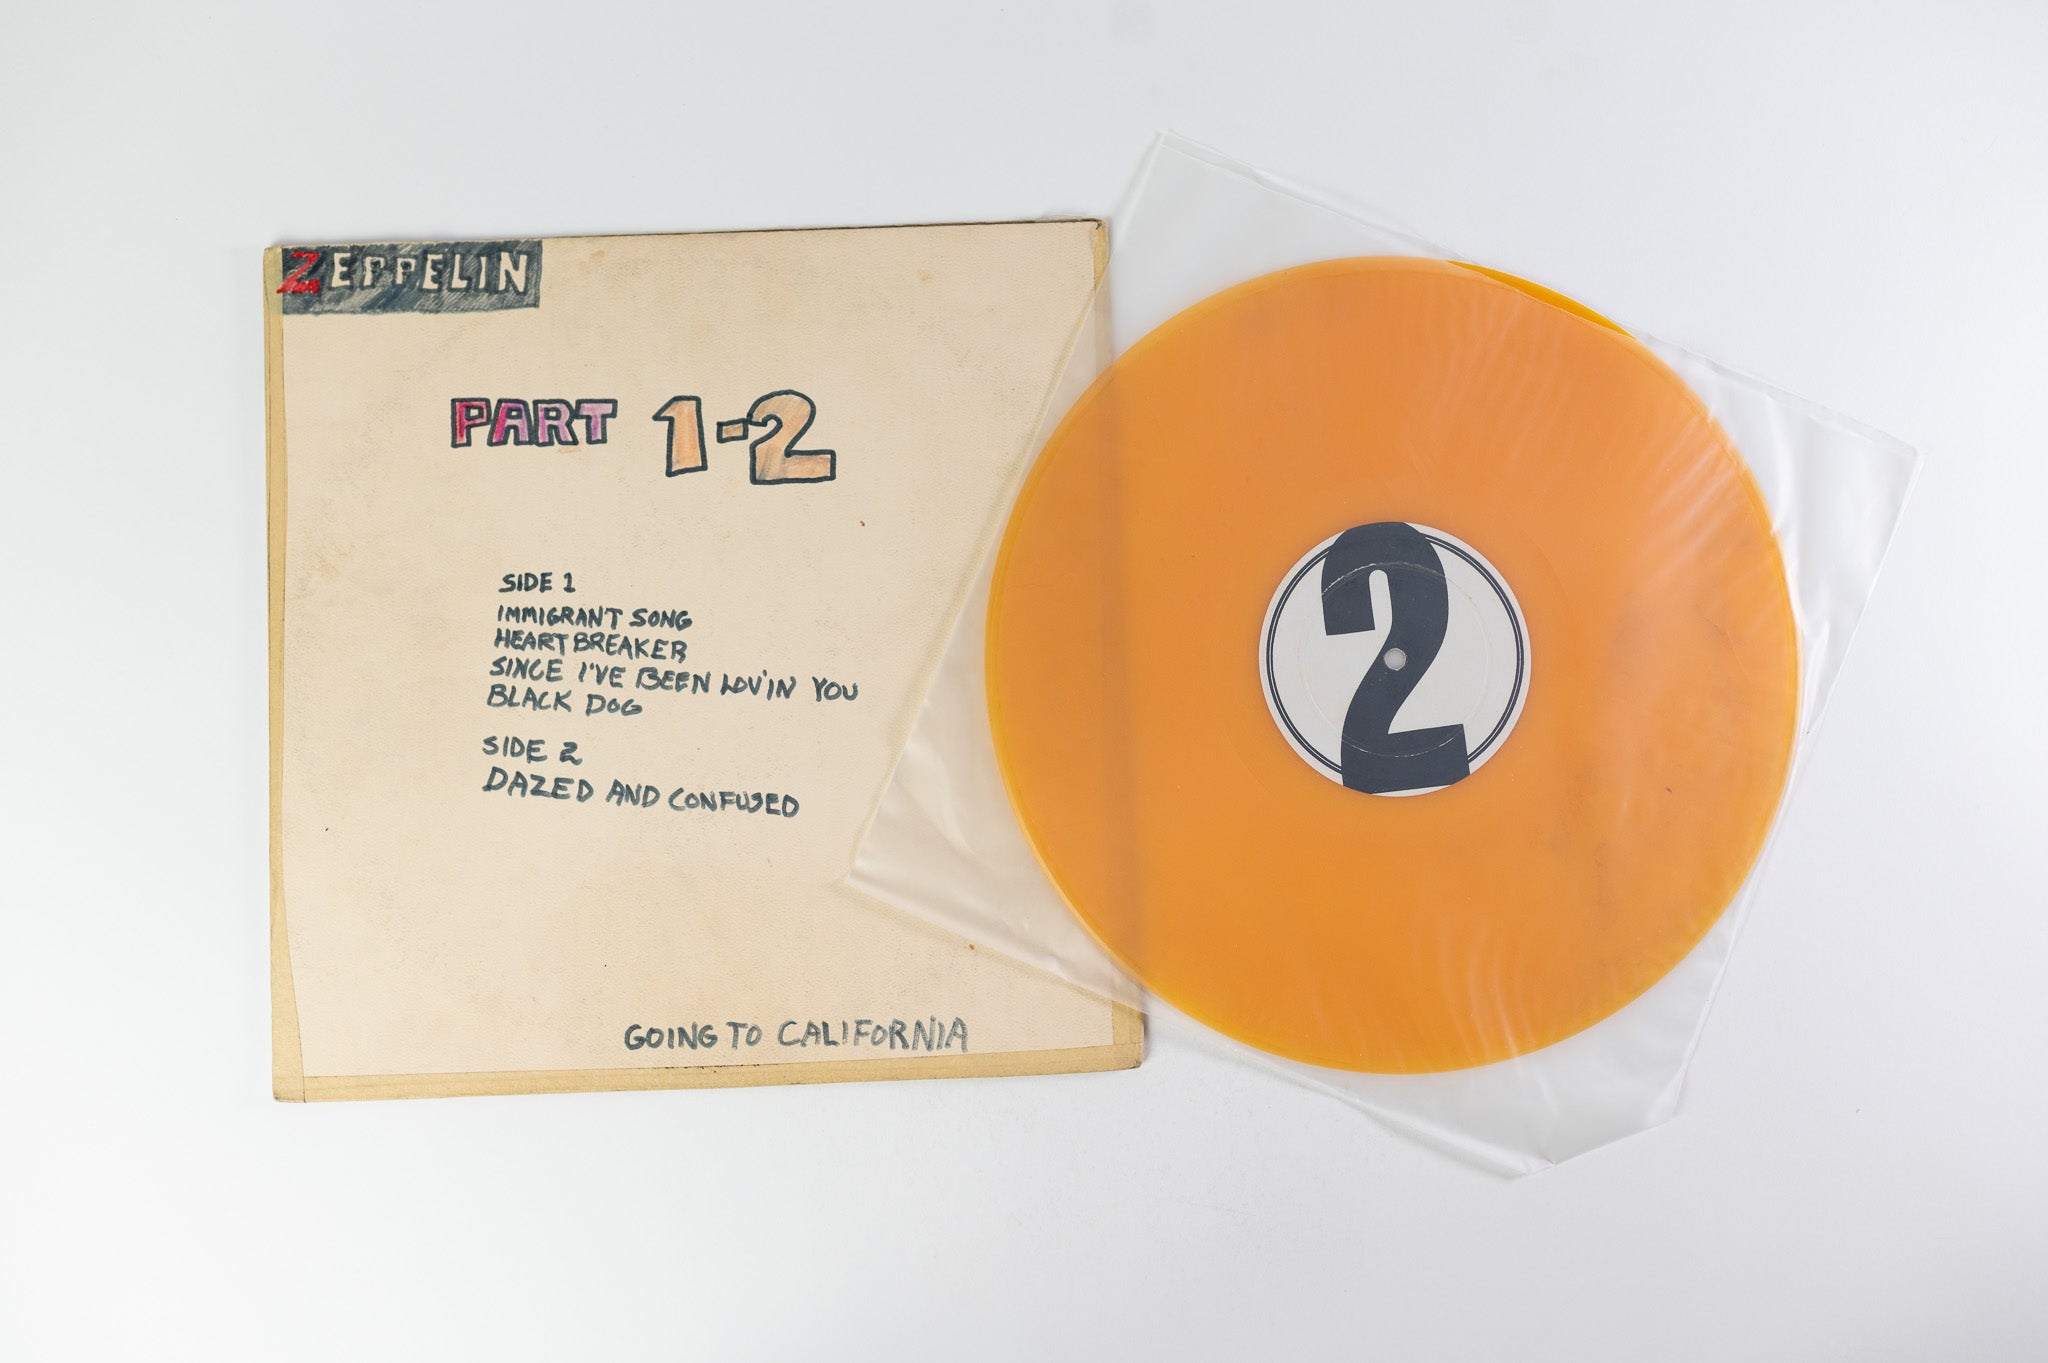 ZEPPELIN
PART 1-2
SIDE 1
IMMIGRANT SONG
HEARTBREAKER
SINCE I'VE BEEN LOV'IN YOU
BLACK DOG
SIDE 2
DAZED AND CONFUSED
GOING TO CALIFORNIA
2